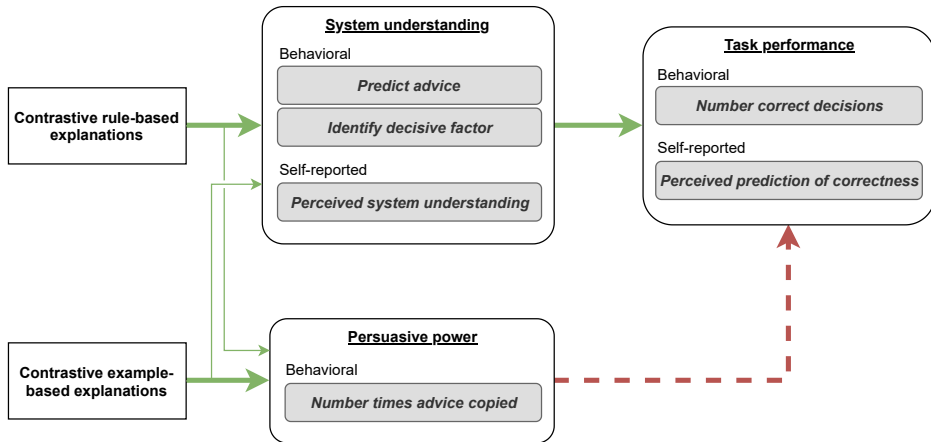 System understanding
Behavioral
Predict advice
Identify decisive factor
Self-reported
Perceived system understanding
Task performance
Behavioral
Number correct decisions
Self-reported
Perceived prediction of correctness
Contrastive rule-based
explanations
Contrastive example-
based explanations
Persuasive power
Behavioral
Number times advice copied